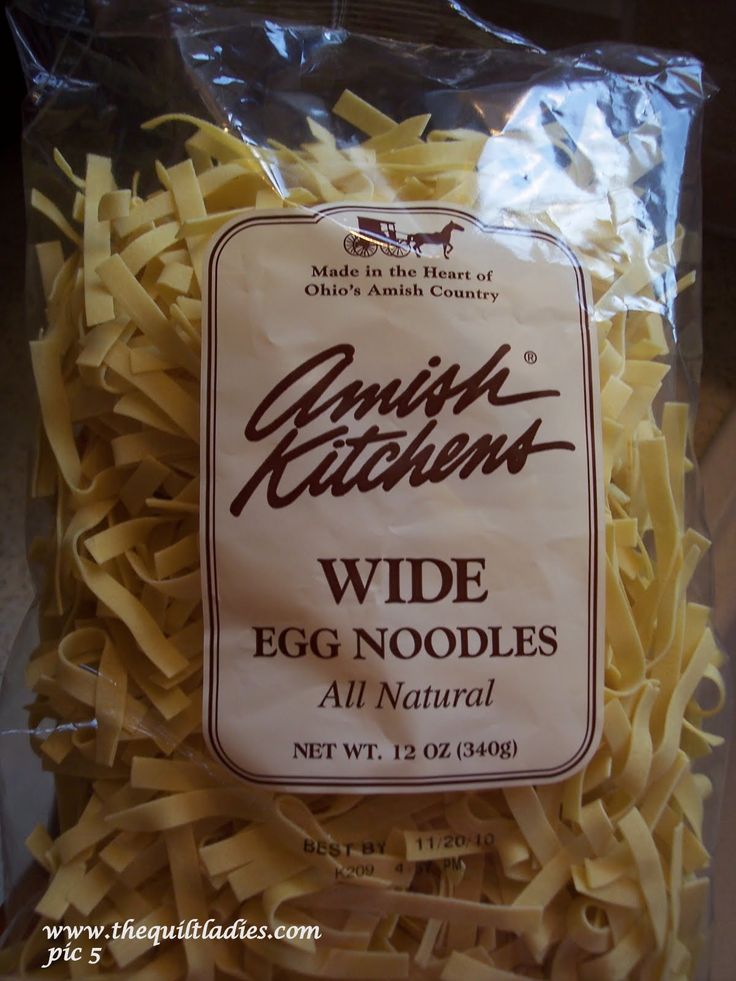 Made in the Heart of
Ohio's Amish Country
Amish ®
Kitchens
WIDE
EGG NOODLES
All Natural
NET WT. 12 OZ (340g)
BEST BY 11/20/10
K209 PM
www.thequiltladies.com
pic 5